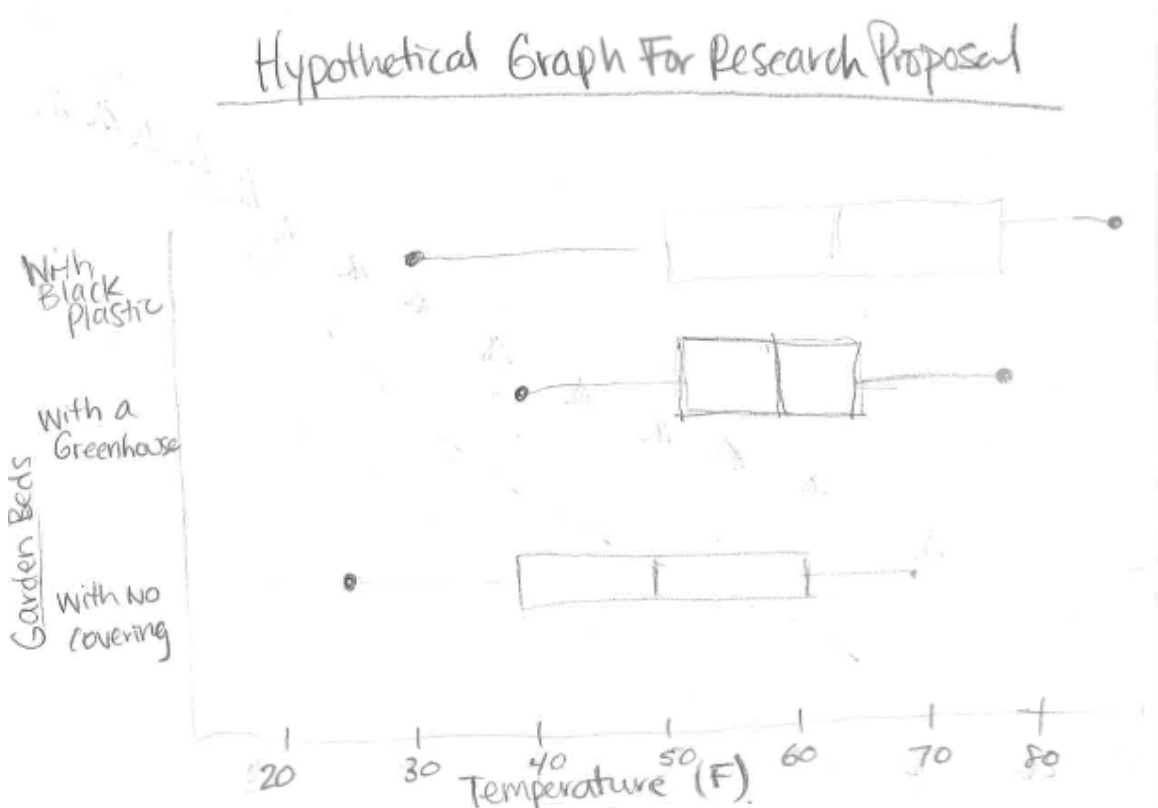 Hypothetical Graph For Research Proposal
With
Black
Plastic
With a
Greenhouse
Garden Beds
With No
covering
20 30 40 50 60 70 80
Temperature (F)